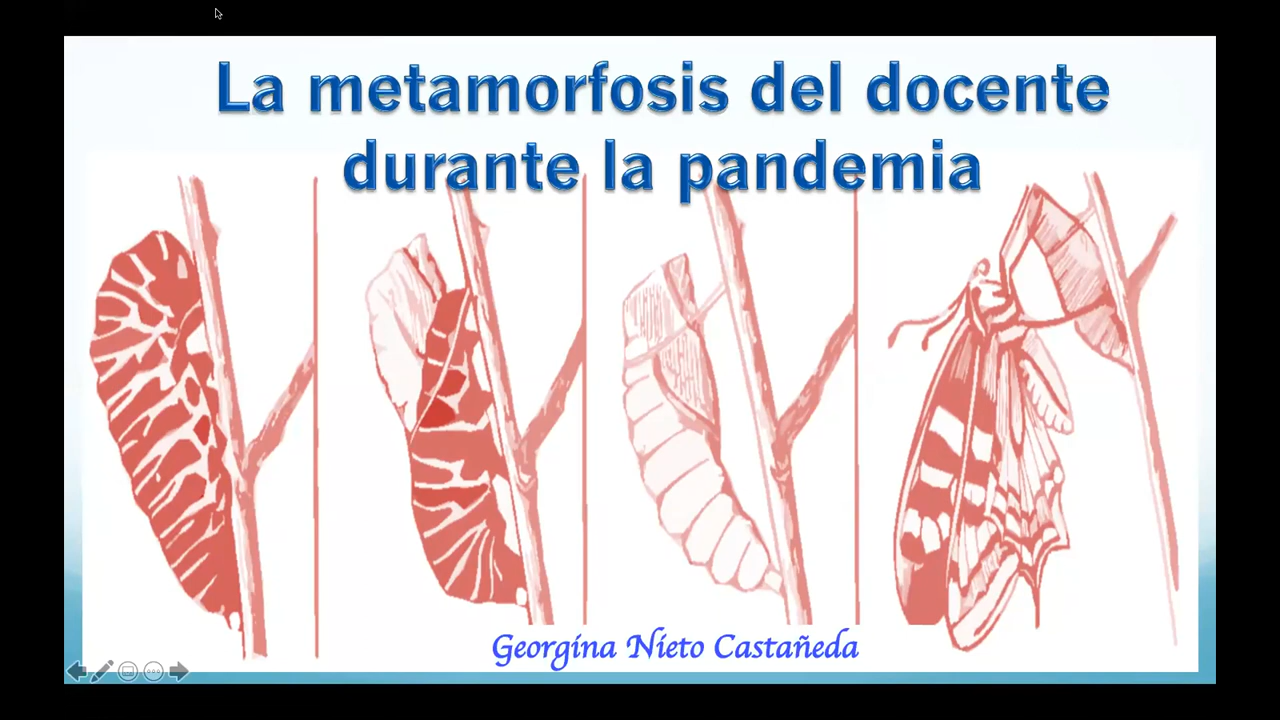 La metamorfosis del docente
durante la pandemia
Georgina Nieto Castañeda